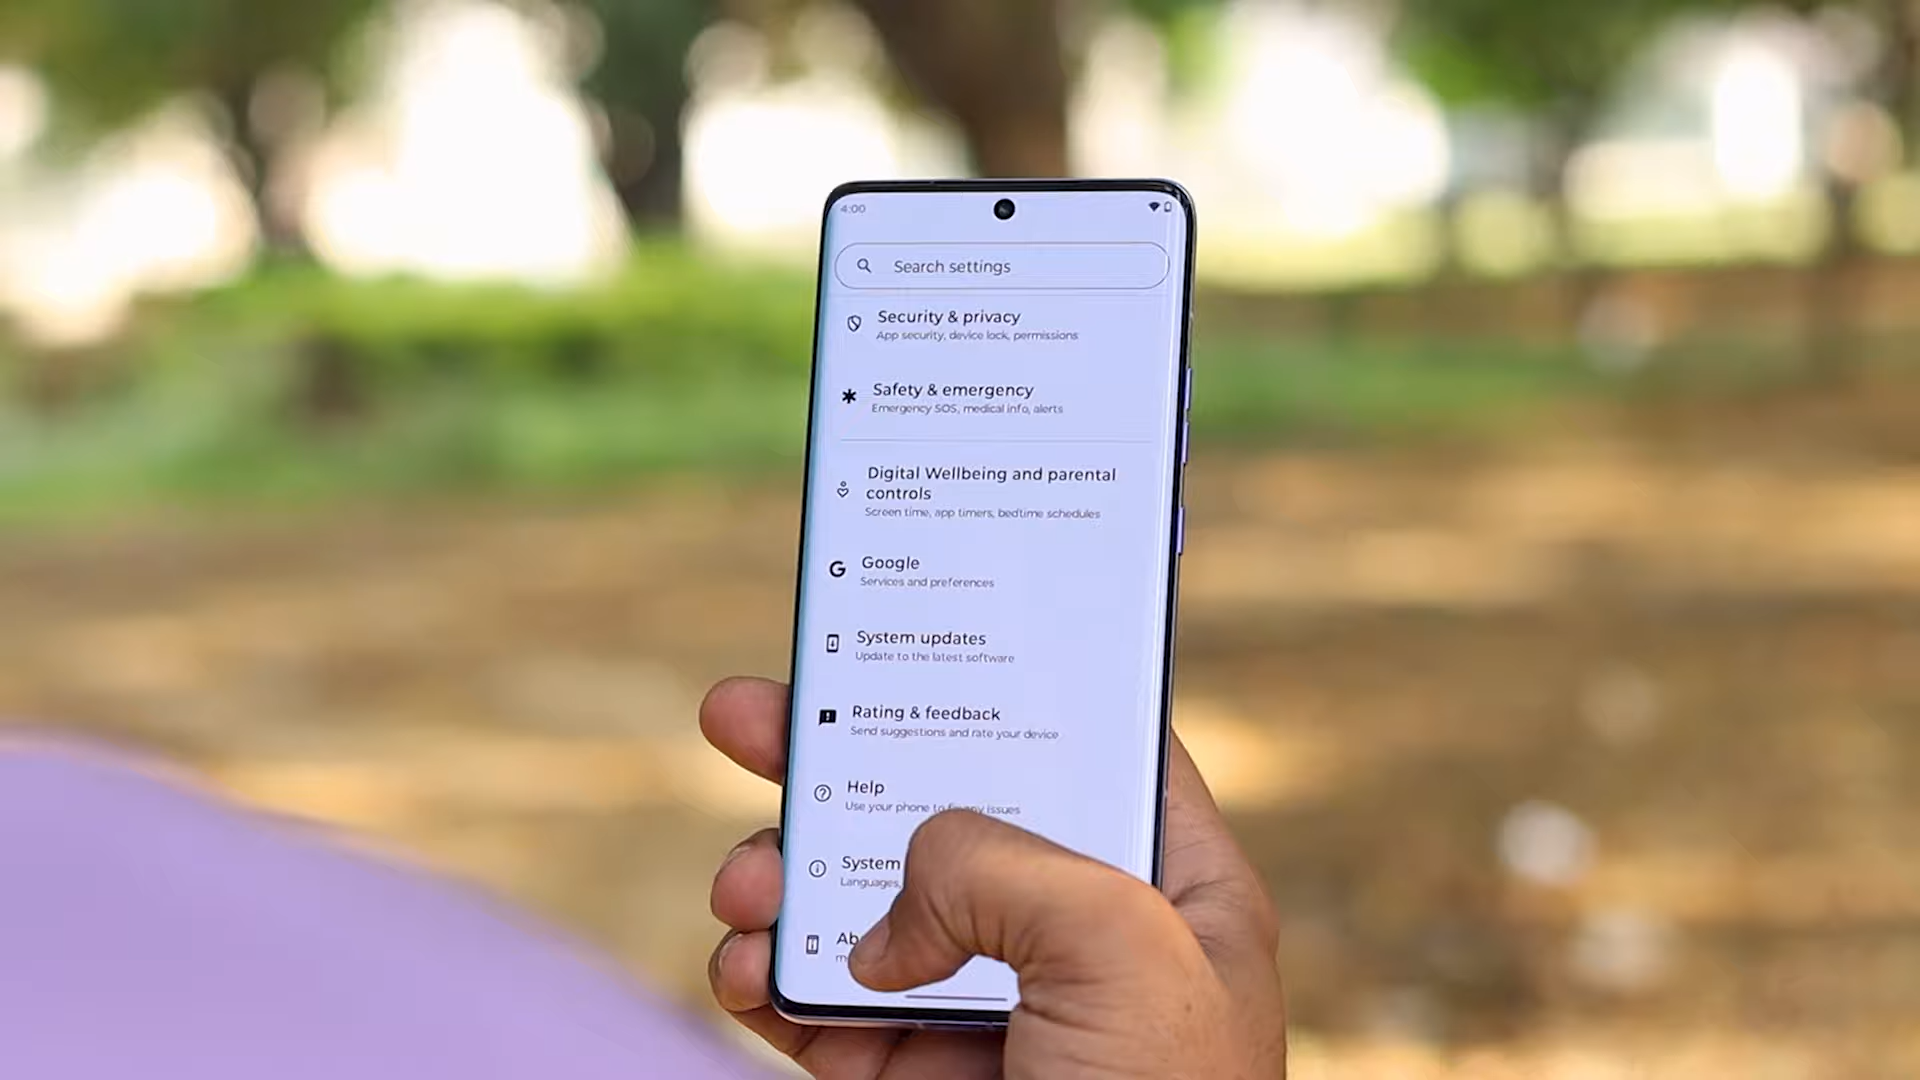 4:00
Search settings
Security & privacy
App security, device lock, permissions
Safety & emergency
Emergency SOS, medical info, alerts
Digital Wellbeing and parental
controls
Screen time, app timers, bedtime schedules
Google
Services and preferences
System updates
Update to the latest software
Rating & feedback
Send suggestions and rate your device
Help
Use your phone to issues
System
Languages,